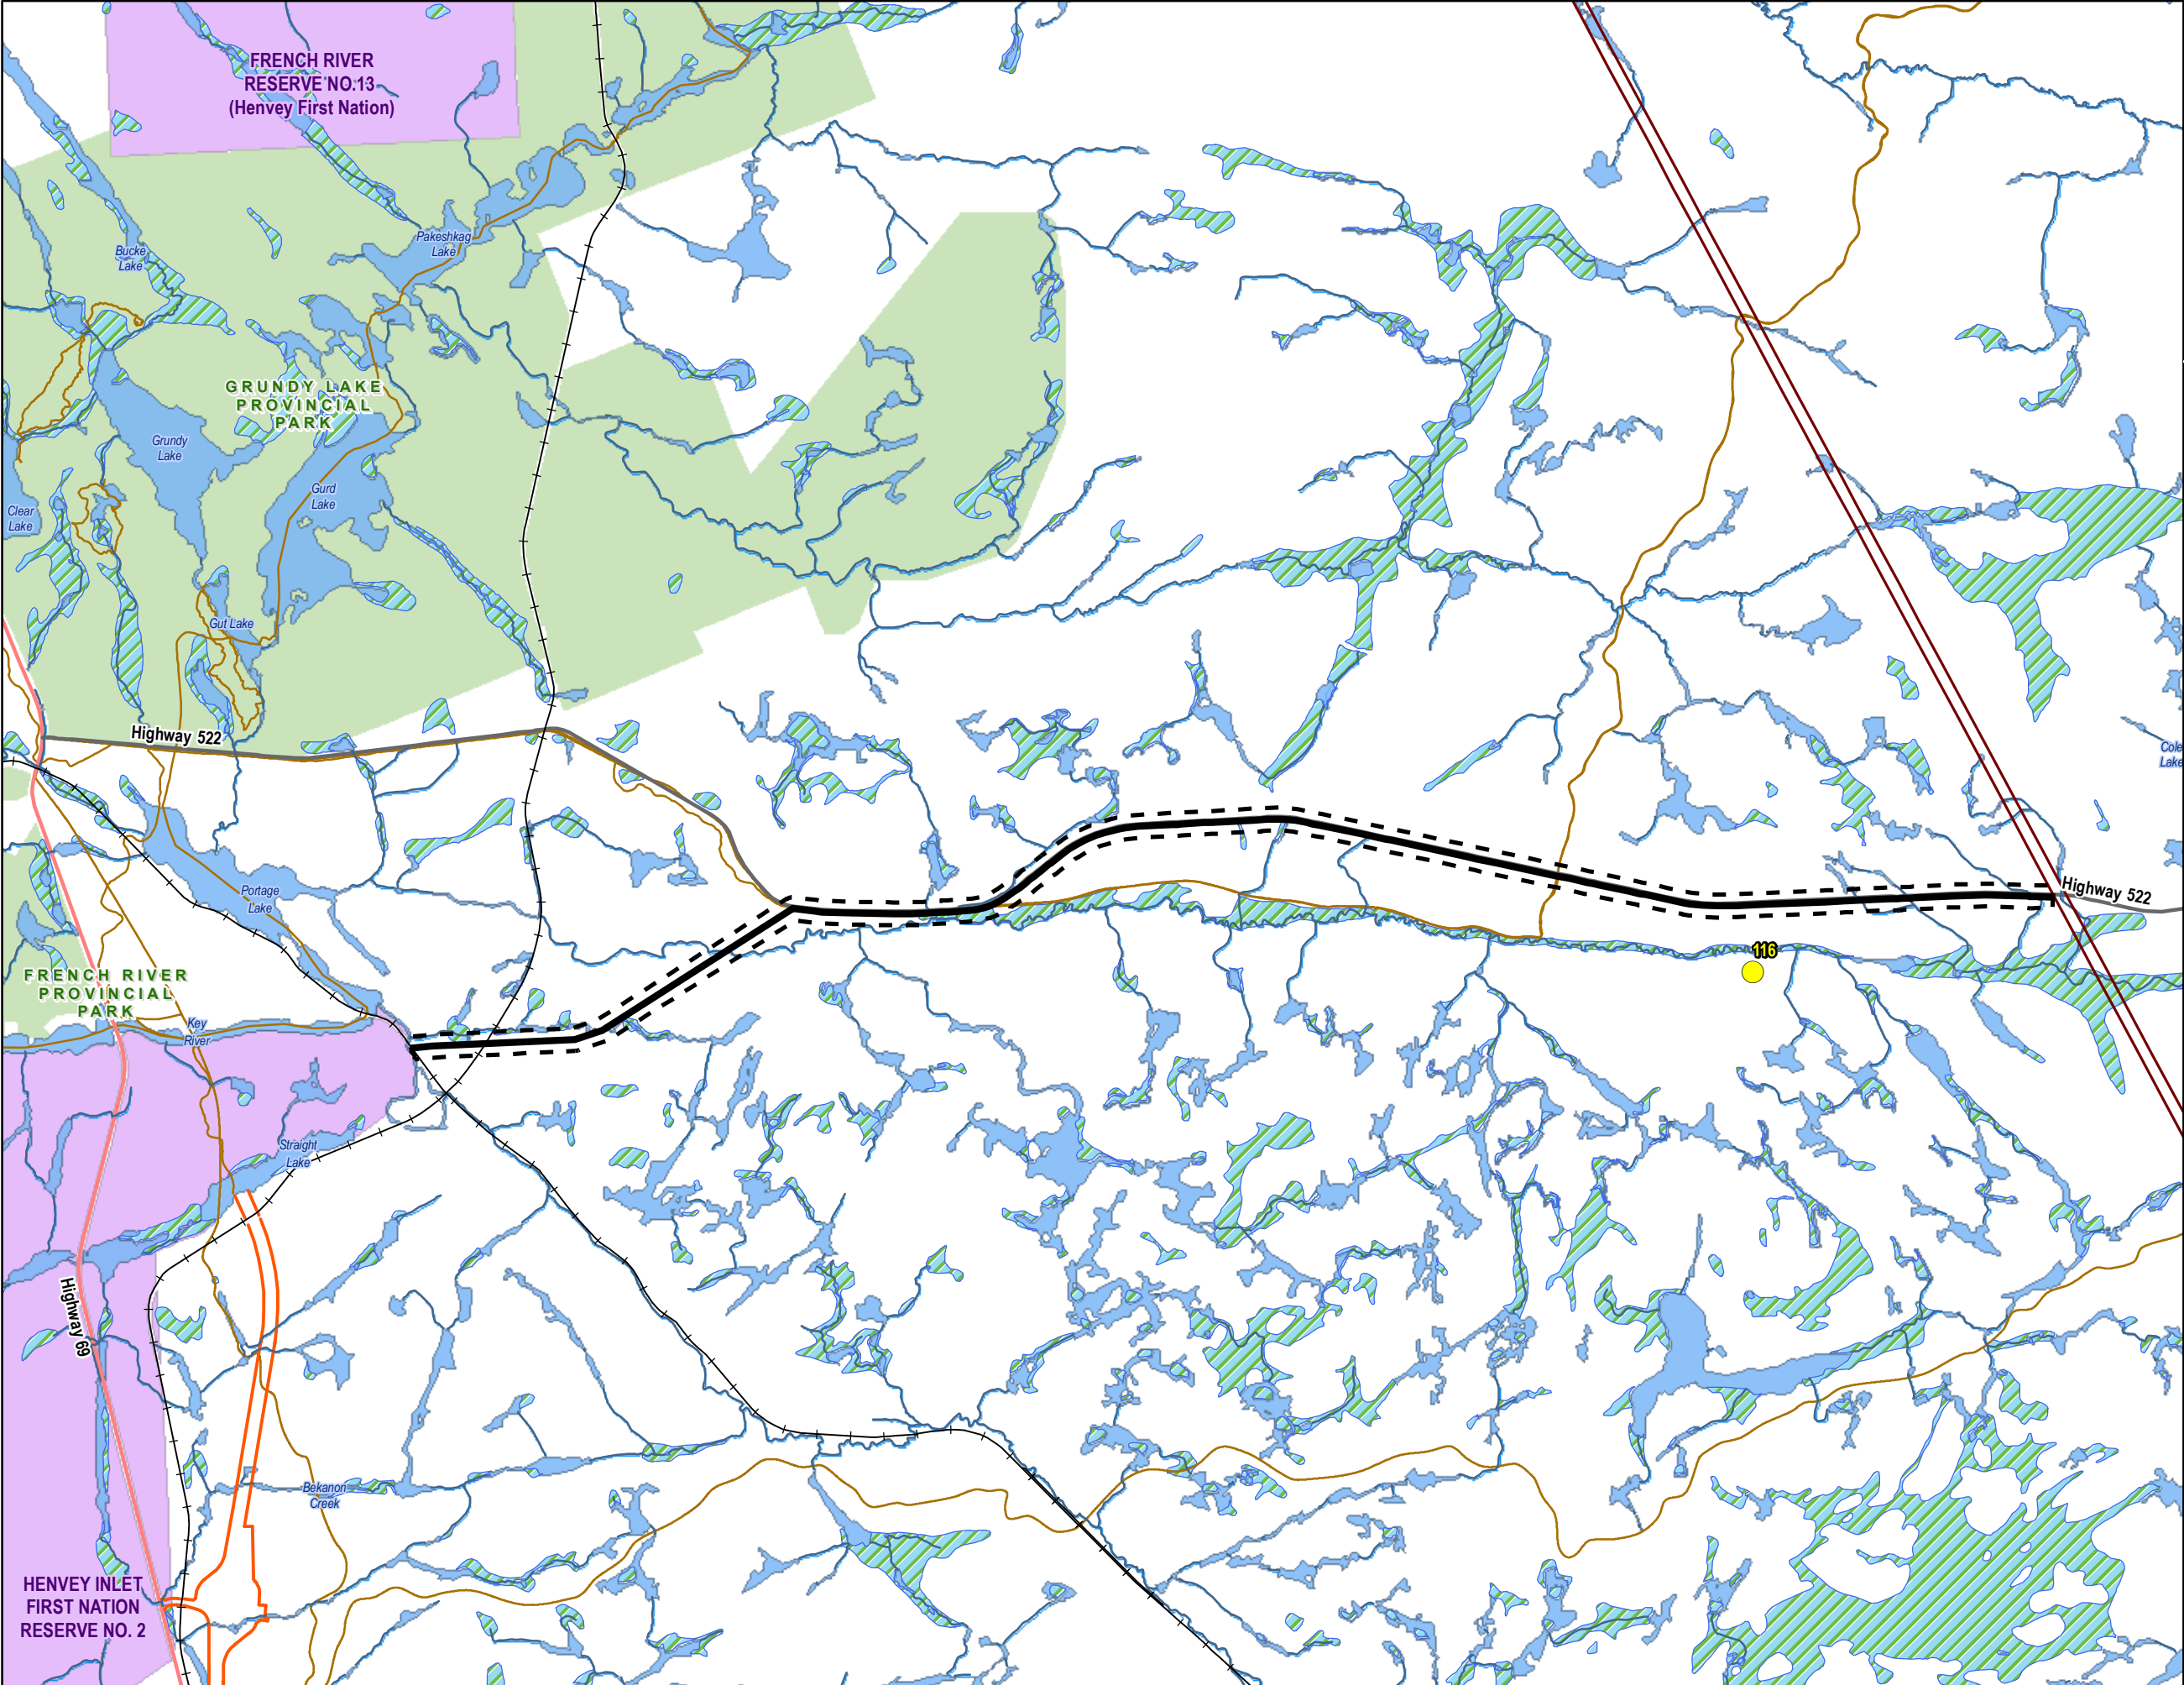 FRENCH RIVER
RESERVE NO.13
(Henvey First Nation)
Bucke
Lake
Pakeshkag
Lake
GRUNDY LAKE
PROVINCIAL
PARK
Grundy
Lake
Gurd
Lake
Clear
Lake
Gut Lake
Highway 522
Cole
Lake
Portage
Lake
Highway 522
116
FRENCH RIVER
PROVINCIAL
PARK
Key
River
Straight
Lake
Highway 69
Bekanon
Creek
HENVEY INLET
FIRST NATION
RESERVE NO. 2